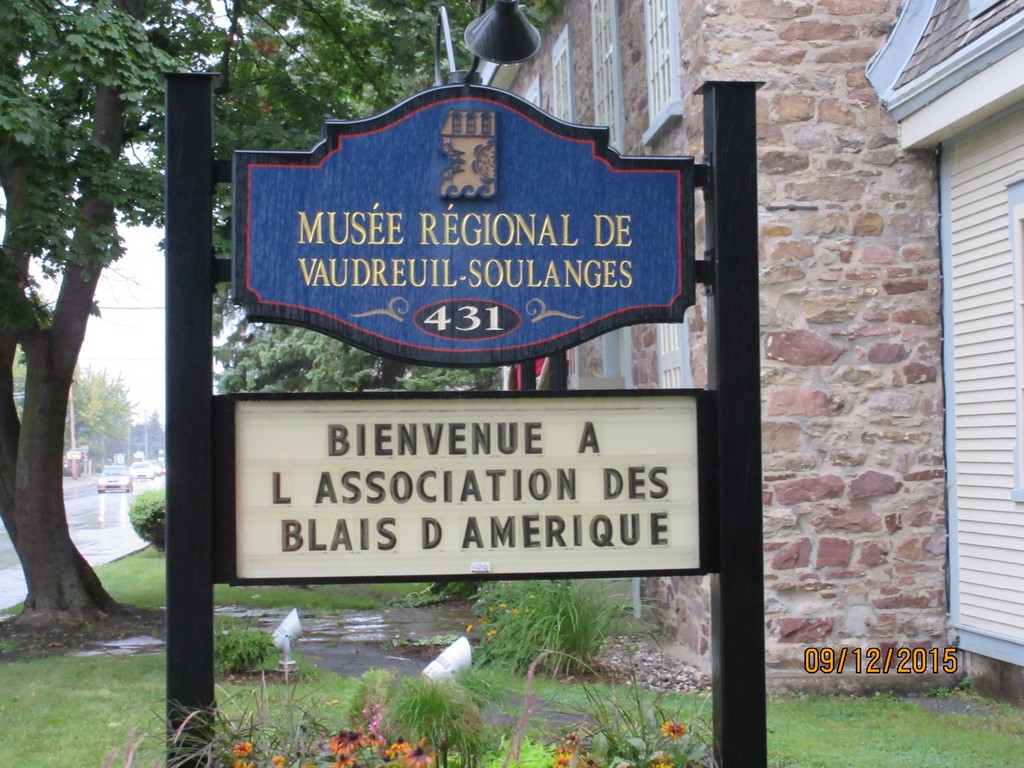 MUSÉE RÉGIONAL DE
VAUDREUIL-SOULANGES
431
BIENVENUE A
L ASSOCIATION DES
BLAIS D AMERIQUE
09/12/2015